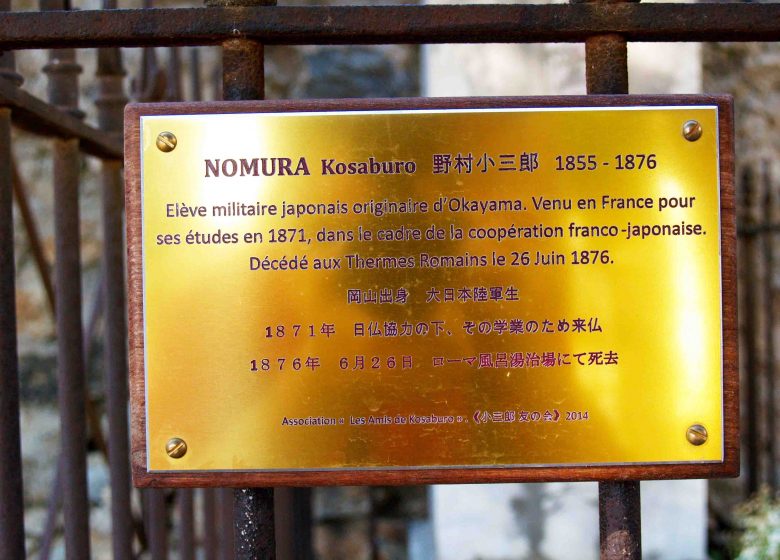 NOMURA Kosaburo 野村小三郎 1855 - 1876
Elève militaire japonais originaire d'Okayama. Venu en France pour
ses études en 1871, dans le cadre de la coopération franco-japonaise.
Décédé aux Thermes Romains le 26 Juin 1876.
岡山出身 大日本陸軍生
1871年 日仏協力の下、その学業のため来仏
1876年 6月26日 ローマ風呂湯治場にて死去
Association « Les Amis de Kosaburo ». 《小三郎 友の会》 2014